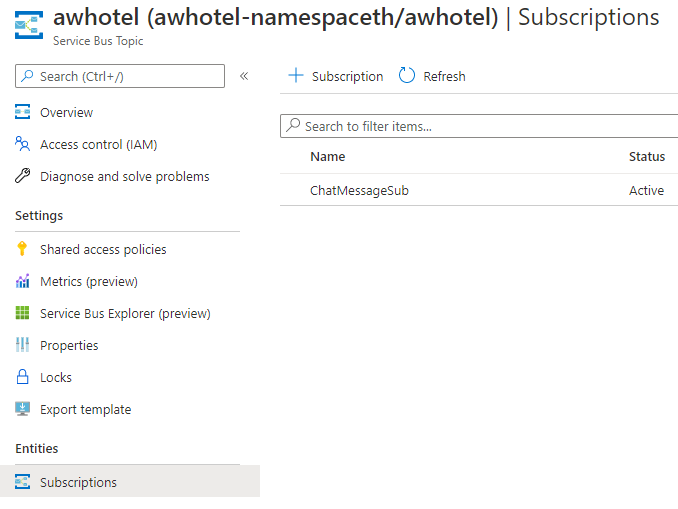 awhotel (awhotel-namespaceth/awhotel) | Subscriptions
Service Bus Topic
Search (Ctrl+/)
«
Subscription
Refresh
Overview
Access control (IAM)
Diagnose and solve problems
Settings
Shared access policies
Metrics (preview)
Service Bus Explorer (preview)
Properties
Locks
Export template
Entities
Subscriptions
Search to filter items...
Name Status
ChatMessageSub Active